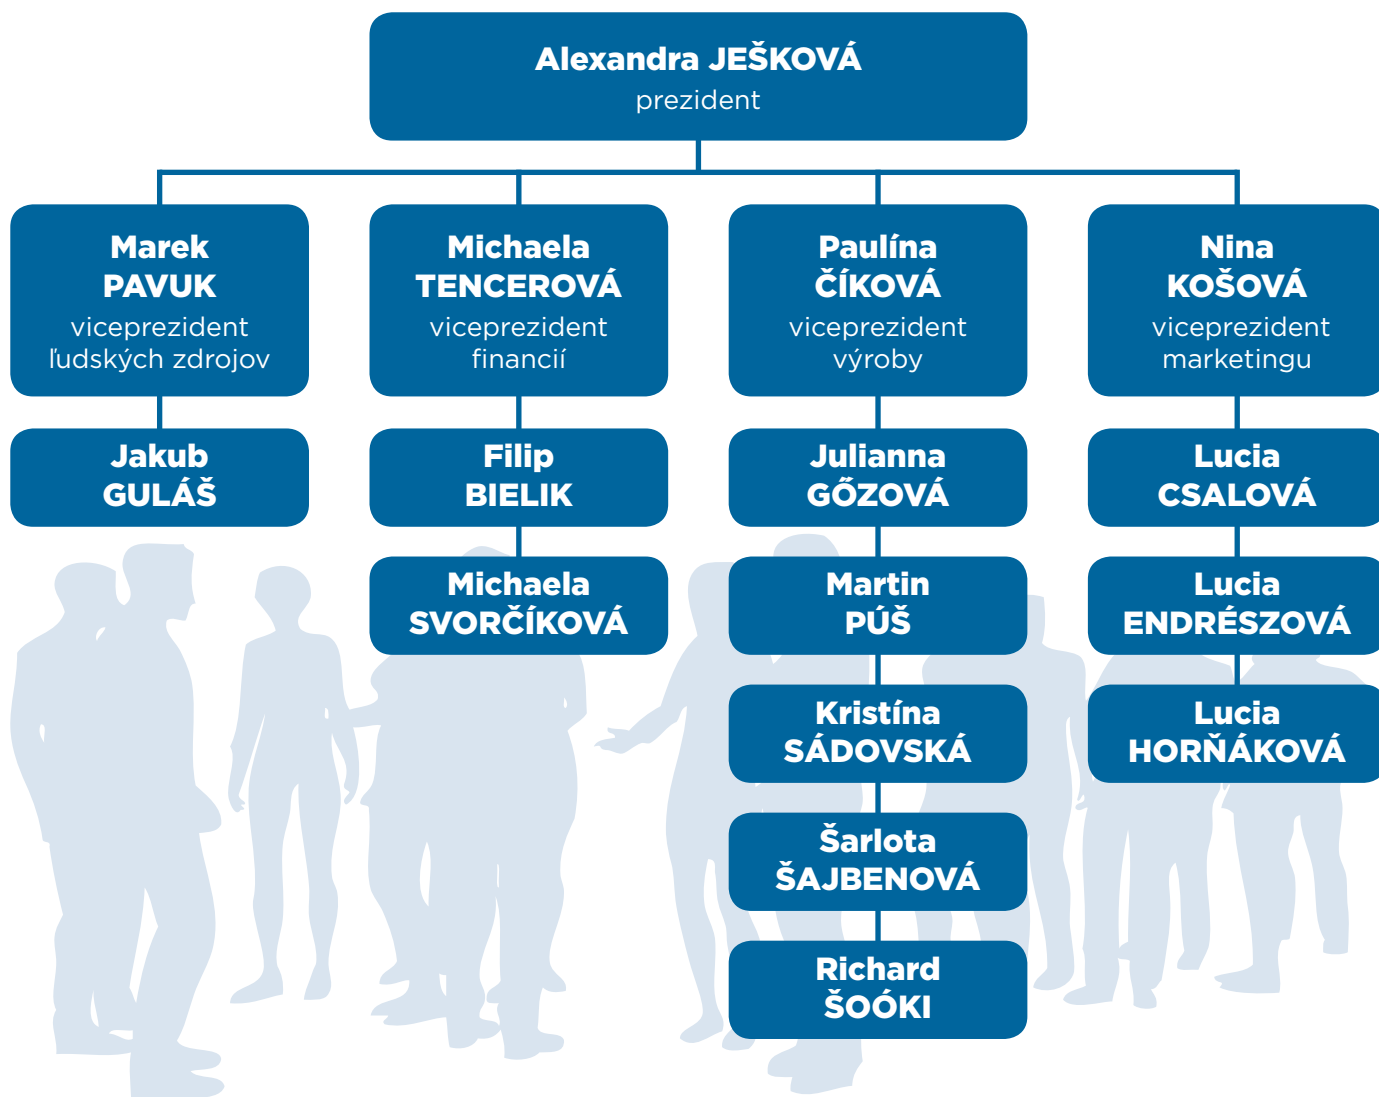 Alexandra JEŠKOVÁ
prezident
Marek
PAVUK
viceprezident
ľudských zdrojov
Jakub
GULÁŠ
Michaela
TENCEROVÁ
viceprezident
financií
Filip
BIELIK
Michaela
SVORČÍKOVÁ
Paulína
ČÍKOVÁ
viceprezident
výroby
Julianna
GŐZOVÁ
Martin
PÚŠ
Kristína
SÁDOVSKÁ
Šarlota
ŠAJBENOVÁ
Richard
ŠOÓKI
Nina
KOŠOVÁ
viceprezident
marketingu
Lucia
CSALOVÁ
Lucia
ENDRÉSZOVÁ
Lucia
HORŇÁKOVÁ